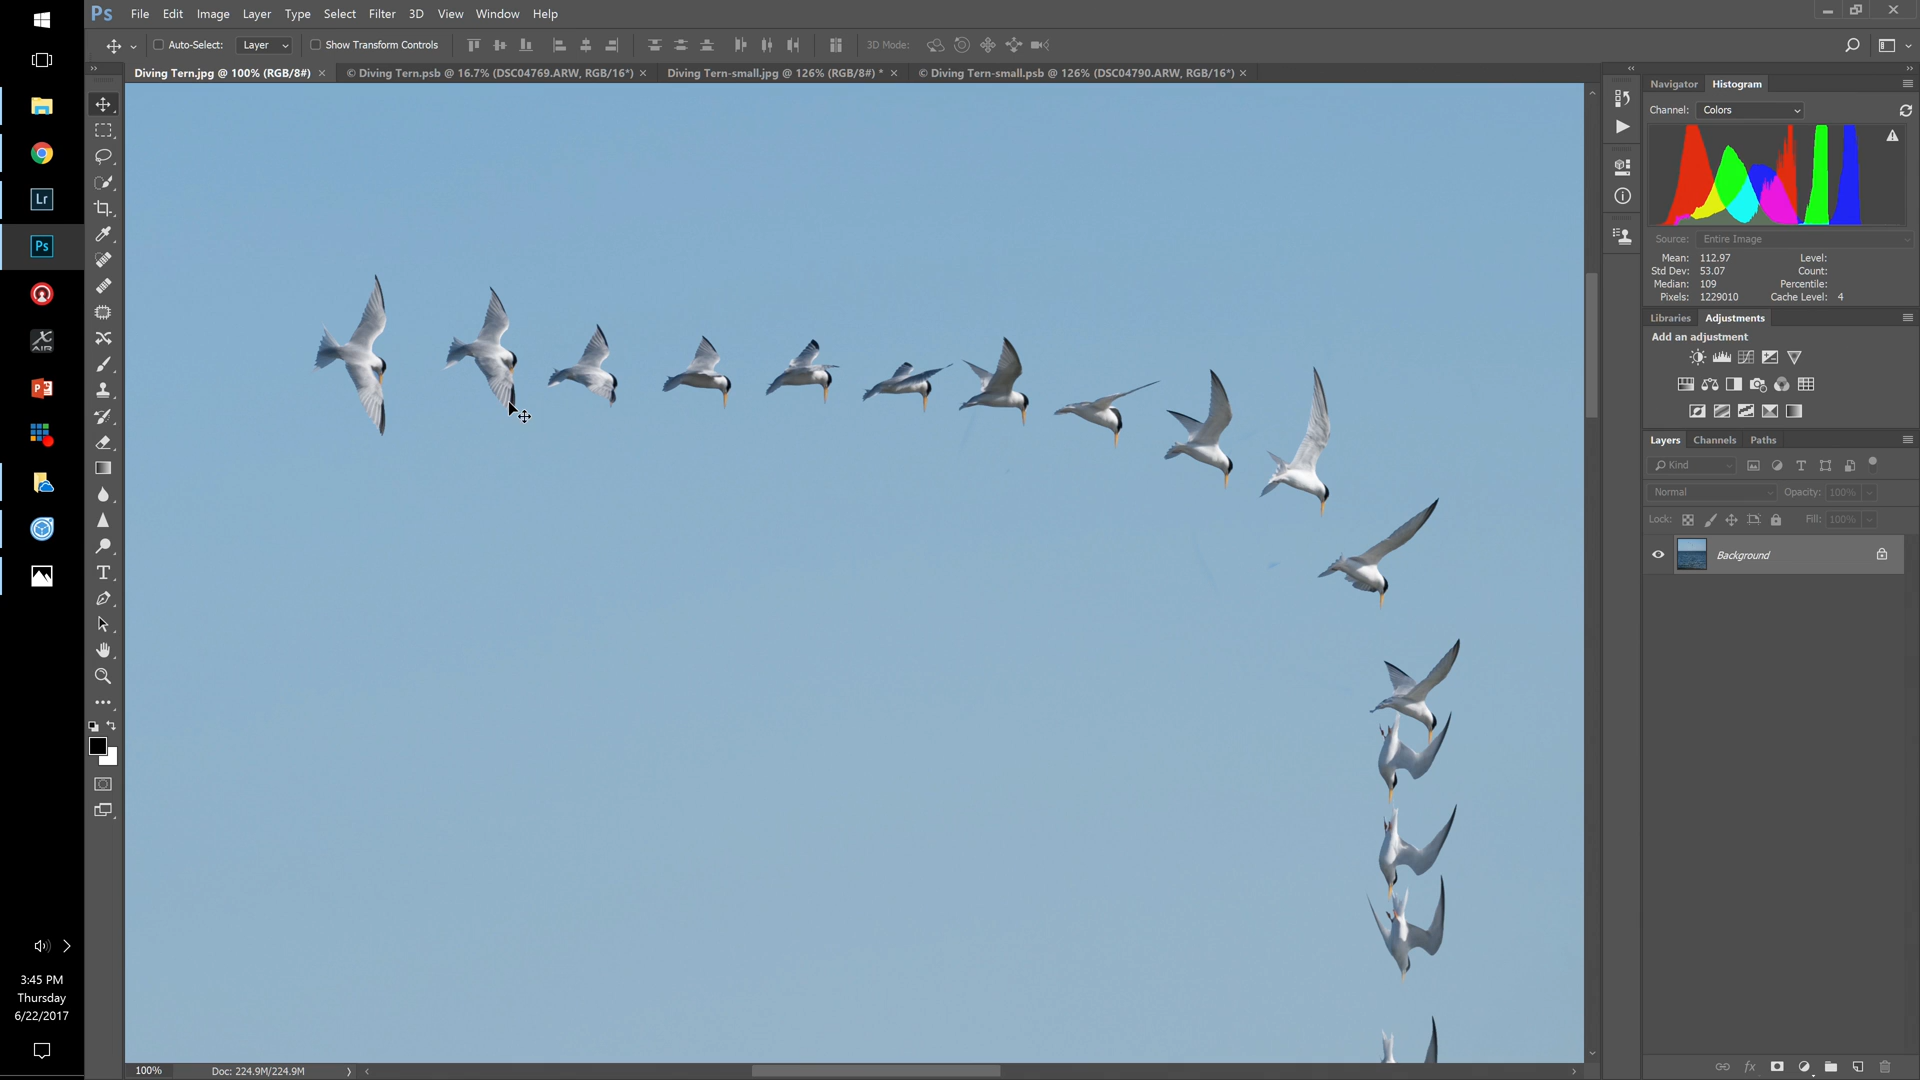 Ps File Edit Image Layer Type Select Filter 3D View Window Help
Auto-Select: Layer Show Transform Controls 3D Mode:
Diving Tern.jpg @ 100% (RGB/8#) × © Diving Tern.psb @ 16.7% (DSC04769.ARW, RGB/16*) × Diving Tern-small.jpg @ 126% (RGB/8#) * × © Diving Tern-small.psb @ 126% (DSC04790.ARW, RGB/16*) ×
Navigator Histogram
Channel: Colors
Source: Entire Image
Mean: 112.97 Level:
Std Dev: 53.07 Count:
Median: 109 Percentile:
Pixels: 1229010 Cache Level: 4
Libraries Adjustments
Add an adjustment
Layers Channels Paths
Kind
Normal Opacity: 100%
Lock: Fill: 100%
Background
fx
Lr
Ps
AIR
T
3:45 PM
Thursday
6/22/2017
100% Doc: 224.9M/224.9M